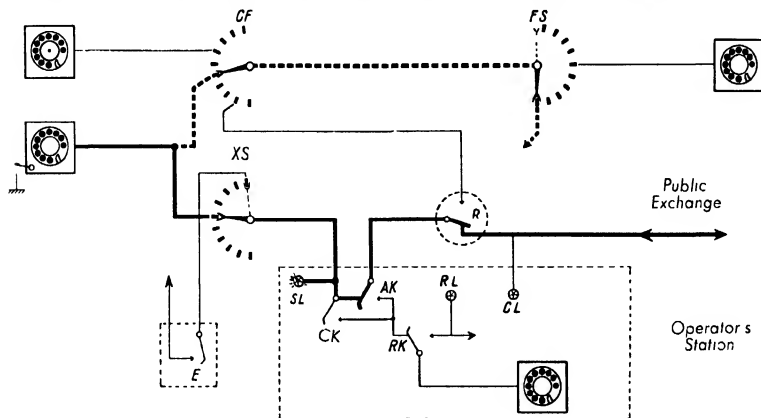 CF
FS
XS
R
Public
Exchange
SL
AK
RL
CL
CK
RK
E
Operator s
Station